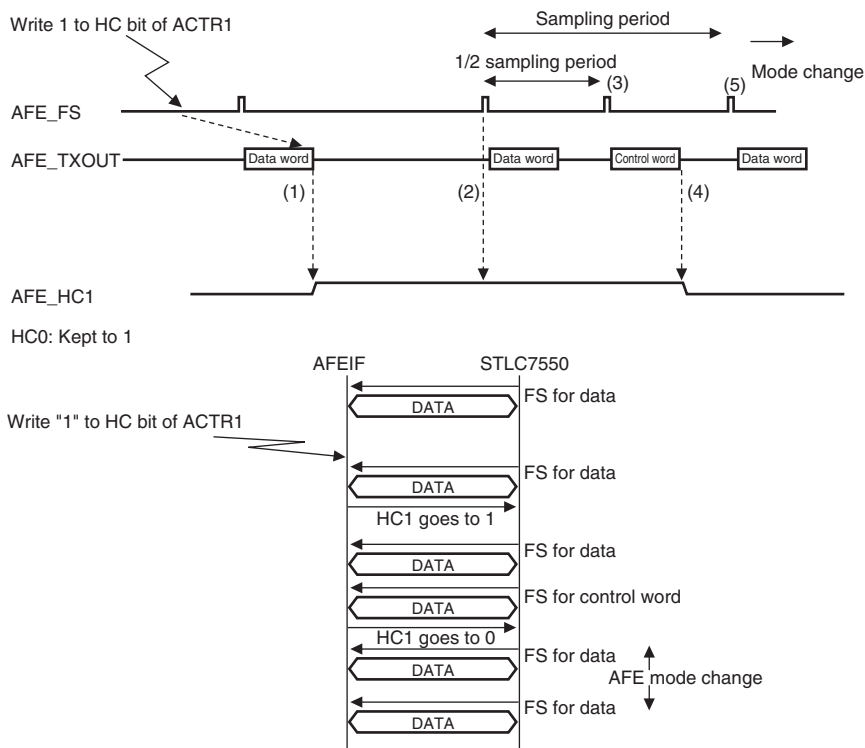 Write 1 to HC bit of ACTR1
Sampling period
1/2 sampling period
Mode change
(3)
(5)
AFE_FS
AFE_TXOUT
Data word
Data word
Control word
Data word
(1)
(2)
(4)
AFE_HC1
HC0: Kept to 1
AFEIF
STLC7550
FS for data
DATA
Write "1" to HC bit of ACTR1
FS for data
DATA
HC1 goes to 1
FS for data
DATA
FS for control word
DATA
HC1 goes to 0
FS for data
DATA
AFE mode change
FS for data
DATA